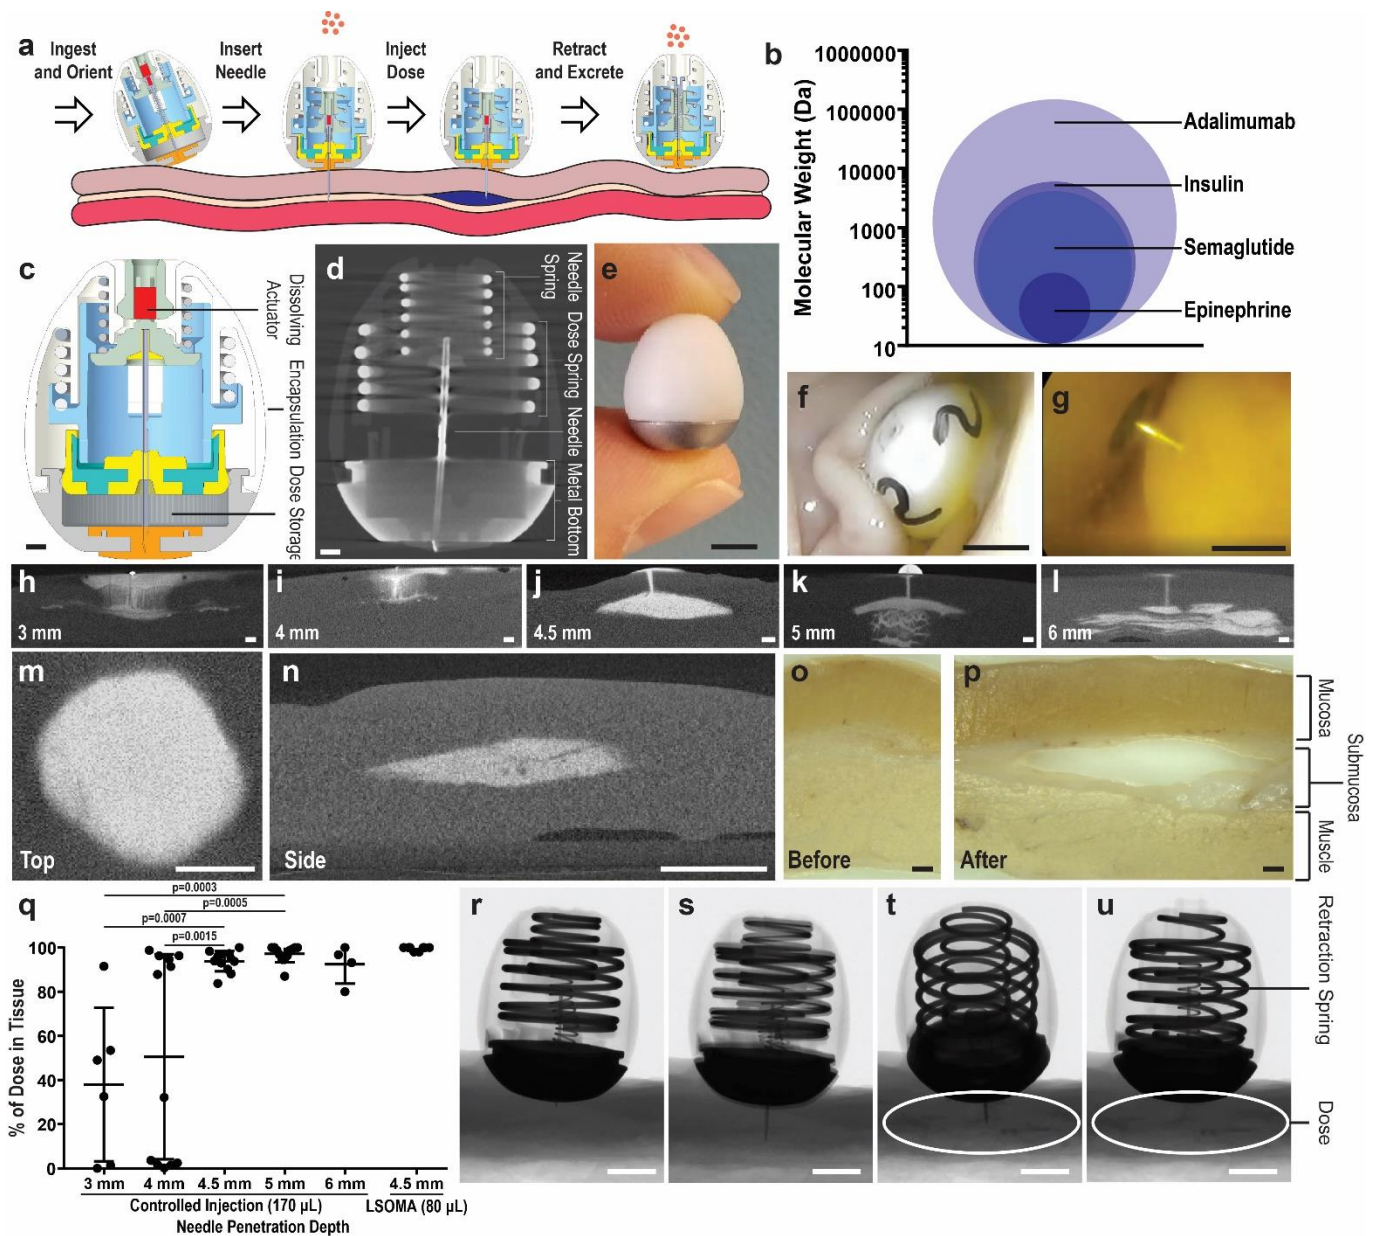 a
Ingest
and Orient
Insert
Needle
Inject
Dose
Retract
and Excrete
b
Molecular Weight (Da)
1000000
100000
10000
1000
100
10
Adalimumab
Insulin
Semaglutide
Epinephrine
c
Dissolving
Actuator
Encapsulation
Dose Storage
d
Needle
Spring
Dose Spring
Needle
Metal Bottom
e
f
g
h
3 mm
i
4 mm
j
4.5 mm
k
5 mm
l
6 mm
m
Top
n
Side
o
Before
p
After
Mucosa
Submucosa
Muscle
q
p=0.0003
p=0.0005
p=0.0007
p=0.0015
% of Dose in Tissue
100
80
60
40
20
0
3 mm
4 mm
4.5 mm
5 mm
6 mm
4.5 mm
Controlled Injection (170 µL)
LSOMA (80 µL)
Needle Penetration Depth
r
s
t
u
Retraction Spring
Dose